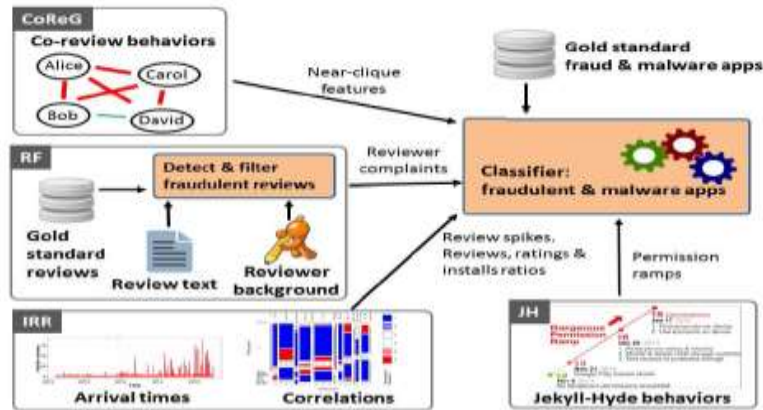 CoReG
Co-review behaviors
Alice
Carol
Bob
David
Near-clique
features
Gold standard
fraud & malware apps
RF
Detect & filter
fraudulent reviews
Gold
standard
reviews
Review text
Reviewer
background
Reviewer
complaints
Classifier:
fraudulent & malware apps
Review spikes.
Reviews, ratings &
installs ratios
Permission
ramps
IRR
Arrival times
Correlations
JH
Dangerous
Permission
Ramp
Jekyll-Hyde behaviors